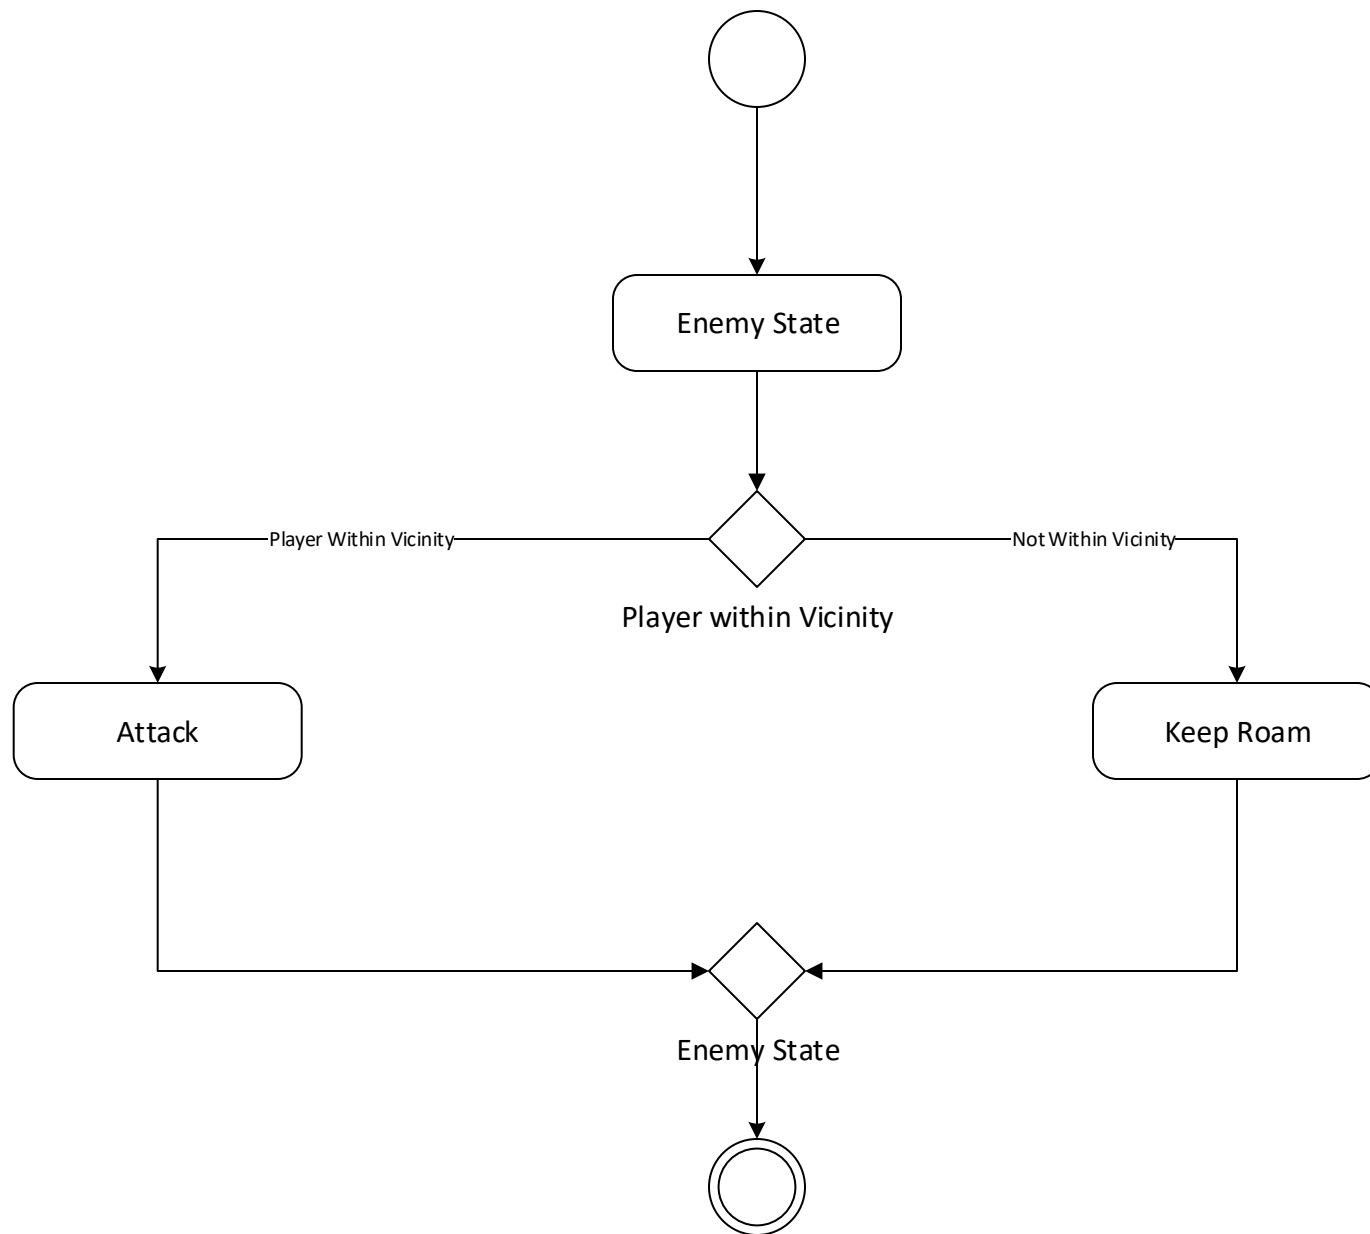 Enemy State
Player Within Vicinity
Not Within Vicinity
Player within Vicinity
Attack
Keep Roam
Enemy State